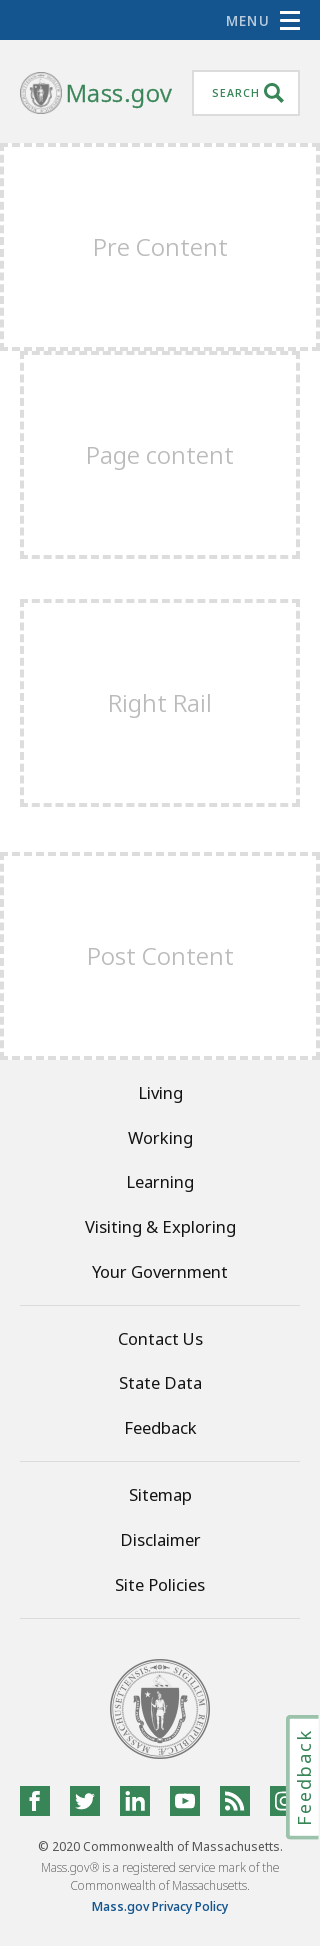 MENU
Mass.gov
SEARCH
Pre Content
Page content
Right Rail
Post Content
Living
Working
Learning
Visiting & Exploring
Your Government
Contact Us
State Data
Feedback
Sitemap
Disclaimer
Site Policies
SIGILLUM REIPUBLICÆ MASSACHUSETTENSIS
Feedback
© 2020 Commonwealth of Massachusetts.
Mass.gov® is a registered service mark of the
Commonwealth of Massachusetts.
Mass.gov Privacy Policy